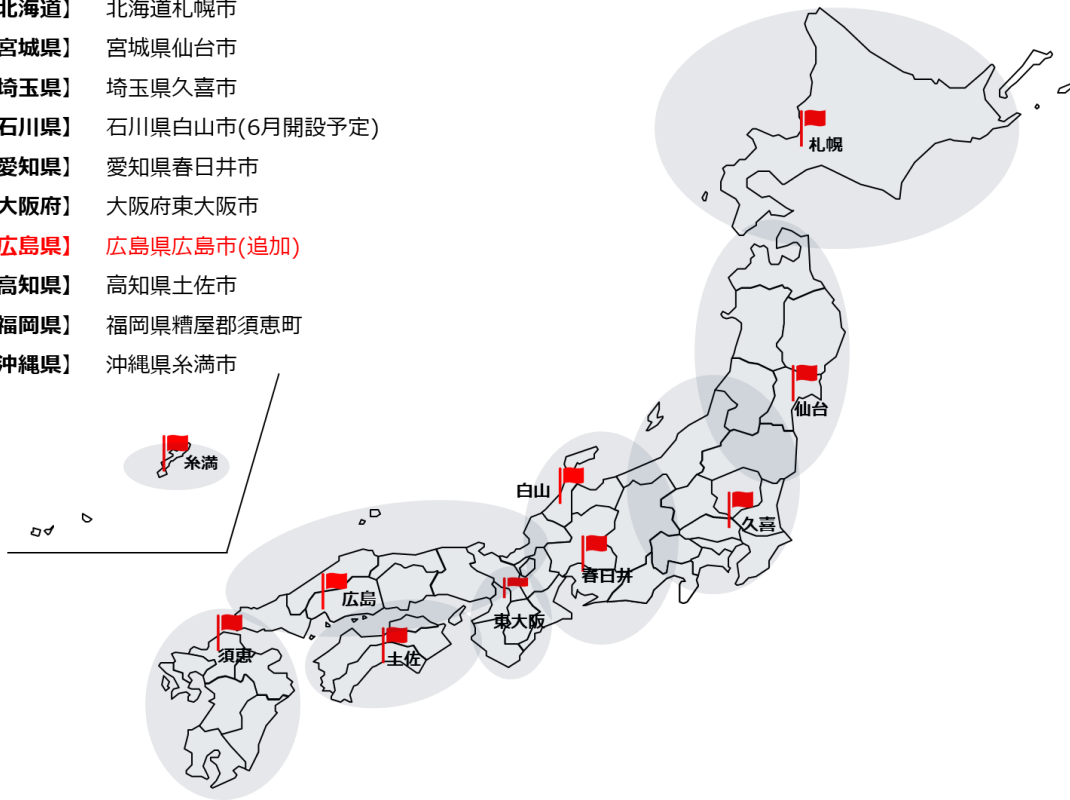 北海道】 北海道札幌市
宮城県】 宮城県仙台市
埼玉県】 埼玉県久喜市
石川県】 石川県白山市(6月開設予定)
愛知県】 愛知県春日井市
大阪府】 大阪府東大阪市
広島県】 広島県広島市(追加)
高知県】 高知県土佐市
福岡県】 福岡県糟屋郡須恵町
沖縄県】 沖縄県糸満市
札幌
仙台
糸満
白山
久喜
春日井
広島
東大阪
須恵
土佐